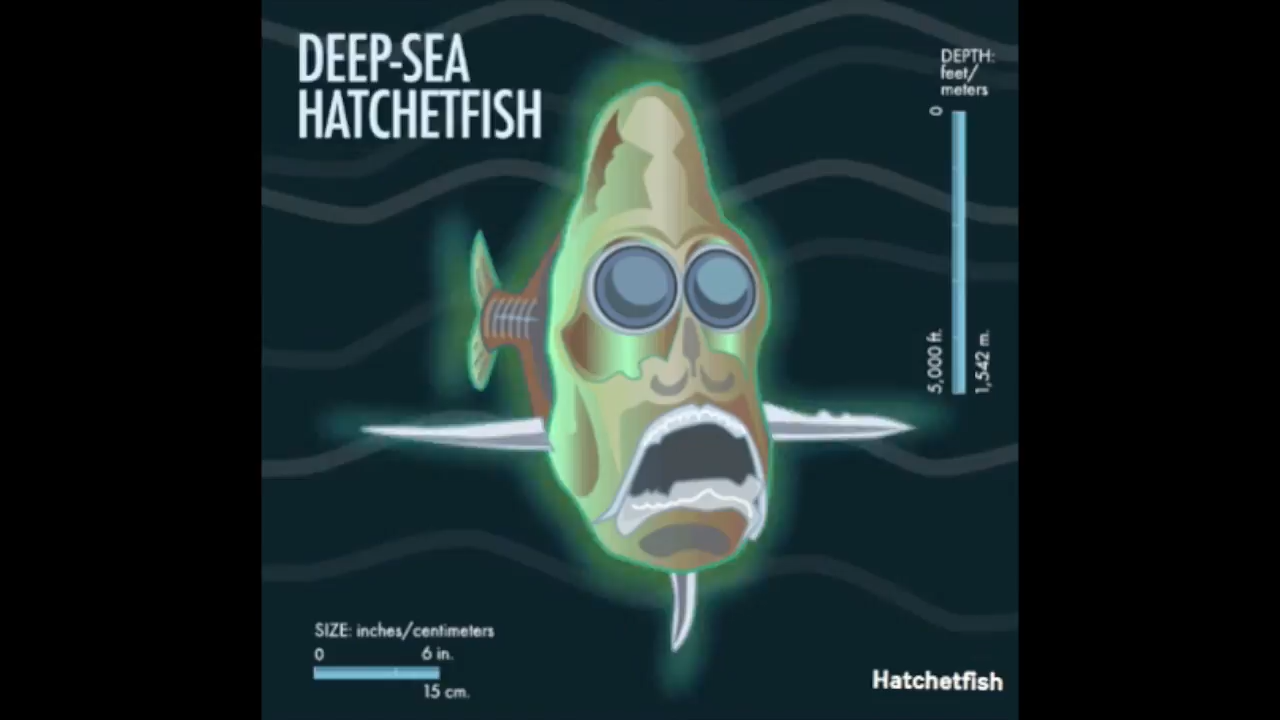 DEEP-SEA
HATCHETFISH
DEPTH:
feet/
meters
0
5,000 ft.
1,542 m.
SIZE: inches/centimeters
0 6 in.
15 cm.
Hatchetfish